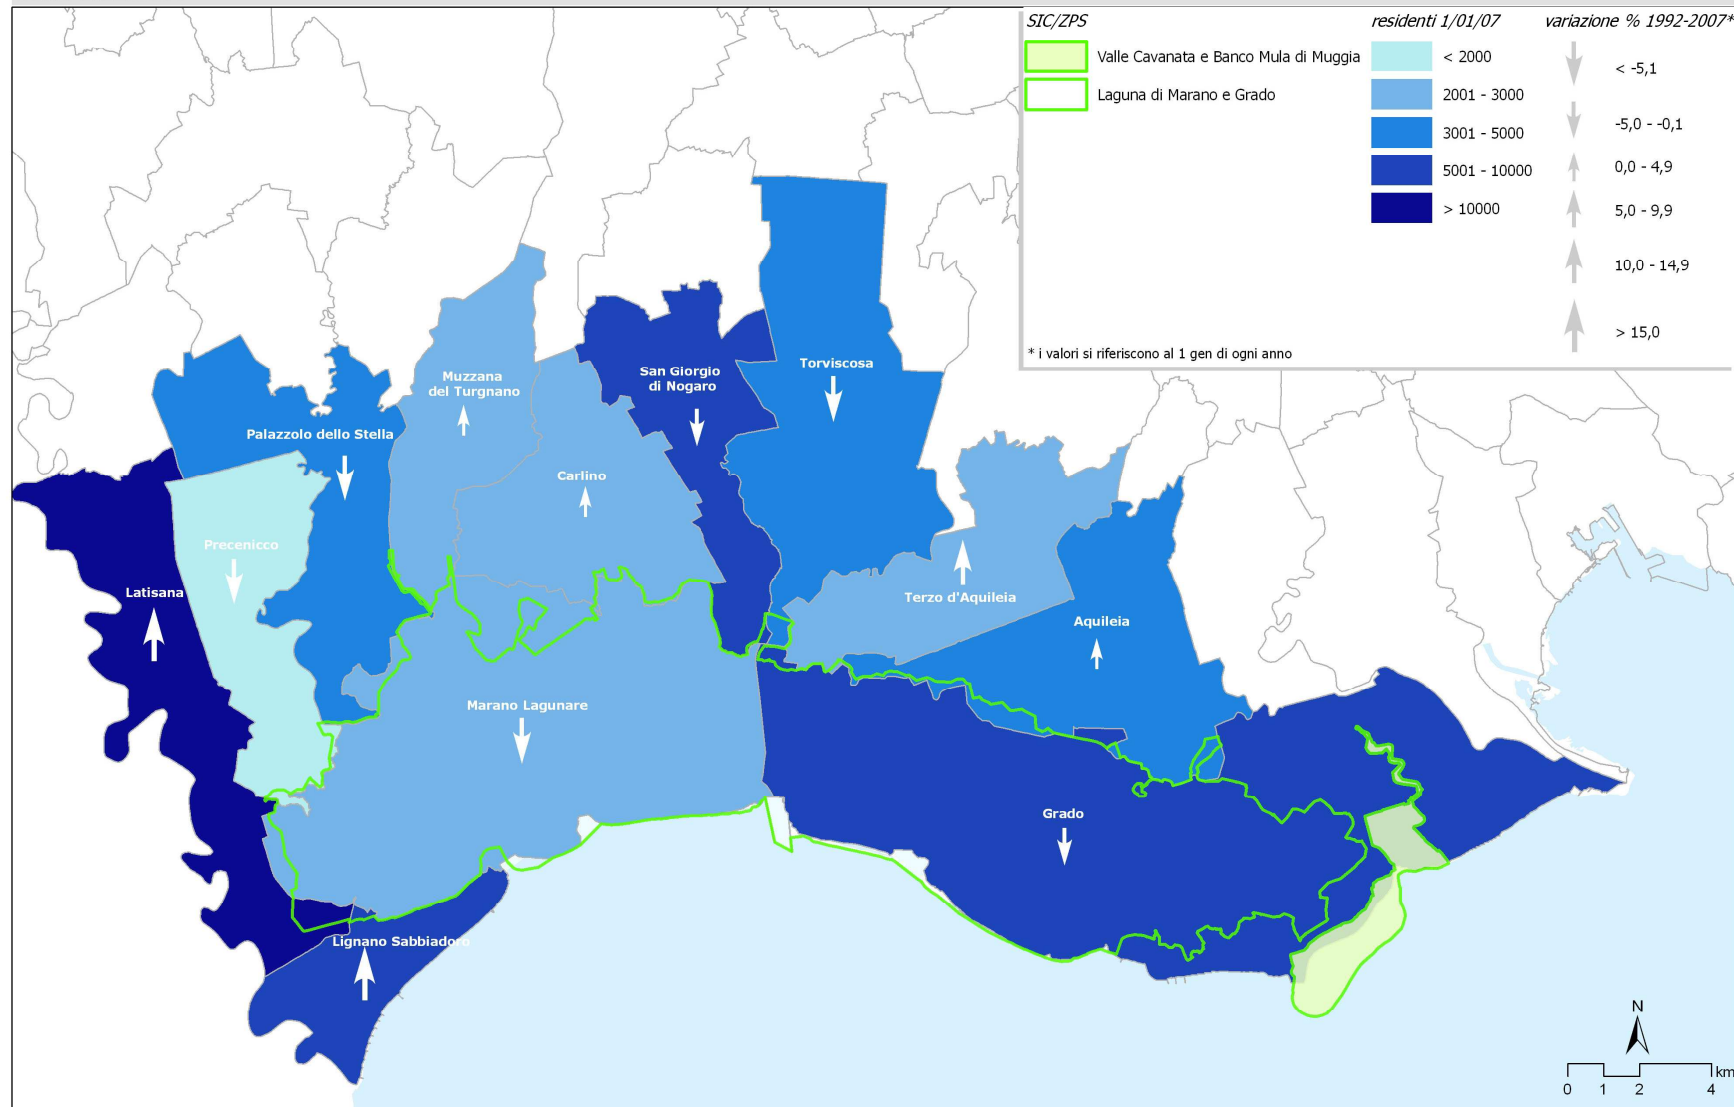 SIC/ZPS
Valle Cavanata e Banco Mula di Muggia
Laguna di Marano e Grado
residenti 1/01/07
< 2000
2001 - 3000
3001 - 5000
5001 - 10000
> 10000
variazione % 1992-2007*
< -5,1
-5,0 - -0,1
0,0 - 4,9
5,0 - 9,9
10,0 - 14,9
> 15,0
* i valori si riferiscono al 1 gen di ogni anno
Torviscosa
San Giorgio
di Nogaro
Muzzana
del Turgnano
Palazzolo dello Stella
Carlino
Precenicco
Latisana
Terzo d'Aquileia
Aquileia
Marano Lagunare
Grado
Lignano Sabbiadoro
N
km
0 1 2 4